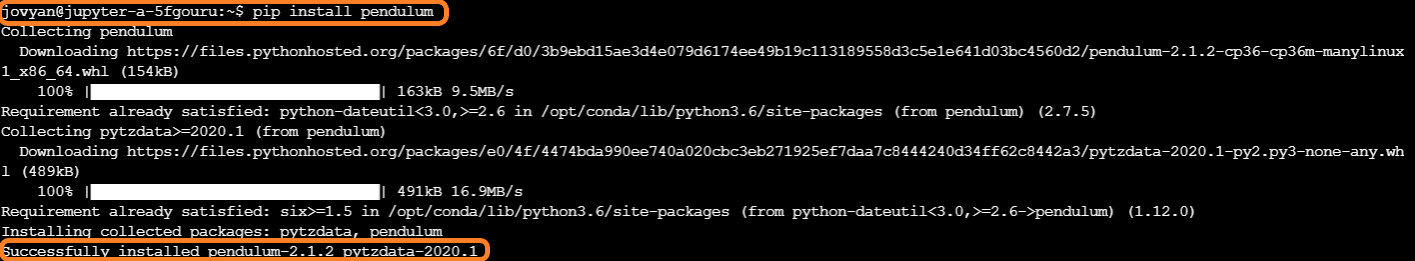 jovyan@jupyter-a-5fgouru:~$ pip install pendulum
Collecting pendulum
  Downloading https://files.pythonhosted.org/packages/6f/d0/3b9ebd15ae3d4e079d6174ee49b19c113189558d3c5e1e641d03bc4560d2/pendulum-2.1.2-cp36-cp36m-manylinux
1_x86_64.whl (154kB)
    100% |████████████████████████████████| 163kB 9.5MB/s
Requirement already satisfied: python-dateutil<3.0,>=2.6 in /opt/conda/lib/python3.6/site-packages (from pendulum) (2.7.5)
Collecting pytzdata>=2020.1 (from pendulum)
  Downloading https://files.pythonhosted.org/packages/e0/4f/4474bda990ee740a020cbc3eb271925ef7daa7c8444240d34ff62c8442a3/pytzdata-2020.1-py2.py3-none-any.wh
l (489kB)
    100% |████████████████████████████████| 491kB 16.9MB/s
Requirement already satisfied: six>=1.5 in /opt/conda/lib/python3.6/site-packages (from python-dateutil<3.0,>=2.6->pendulum) (1.12.0)
Installing collected packages: pytzdata, pendulum
Successfully installed pendulum-2.1.2 pytzdata-2020.1